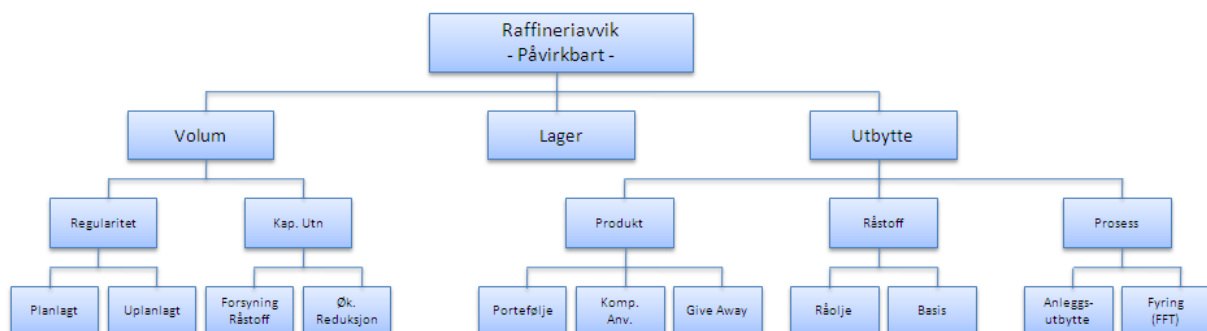 Raffineriavvik
- Påvirkbart -
Volum
Lager
Utbytte
Regularitet
Kap. Utn
Produkt
Råstoff
Prosess
Planlagt
Uplanlagt
Forsyning
Råstoff
Øk.
Reduksjon
Portefølje
Komp.
Anv.
Give Away
Råolje
Basis
Anleggs-
utbytte
Fyring
(FFT)